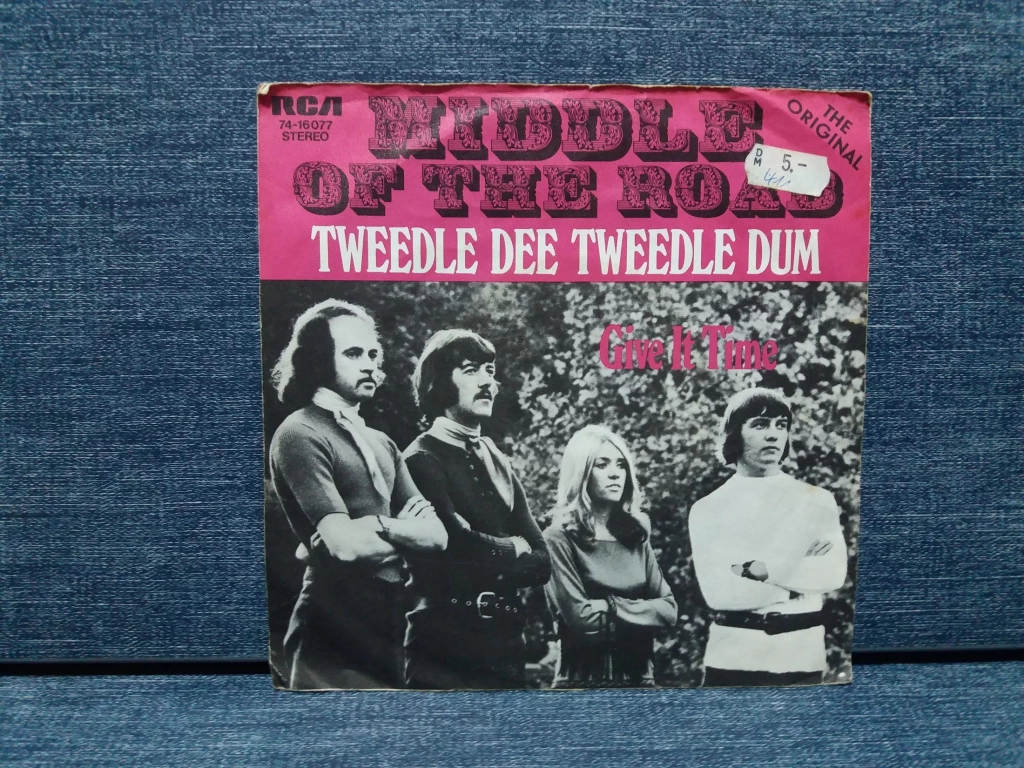 RCA
74-16077
STEREO
MIDDLE
OF THE ROAD
THE
ORIGINAL
DM 5.-
TWEEDLE DEE TWEEDLE DUM
Give It Time